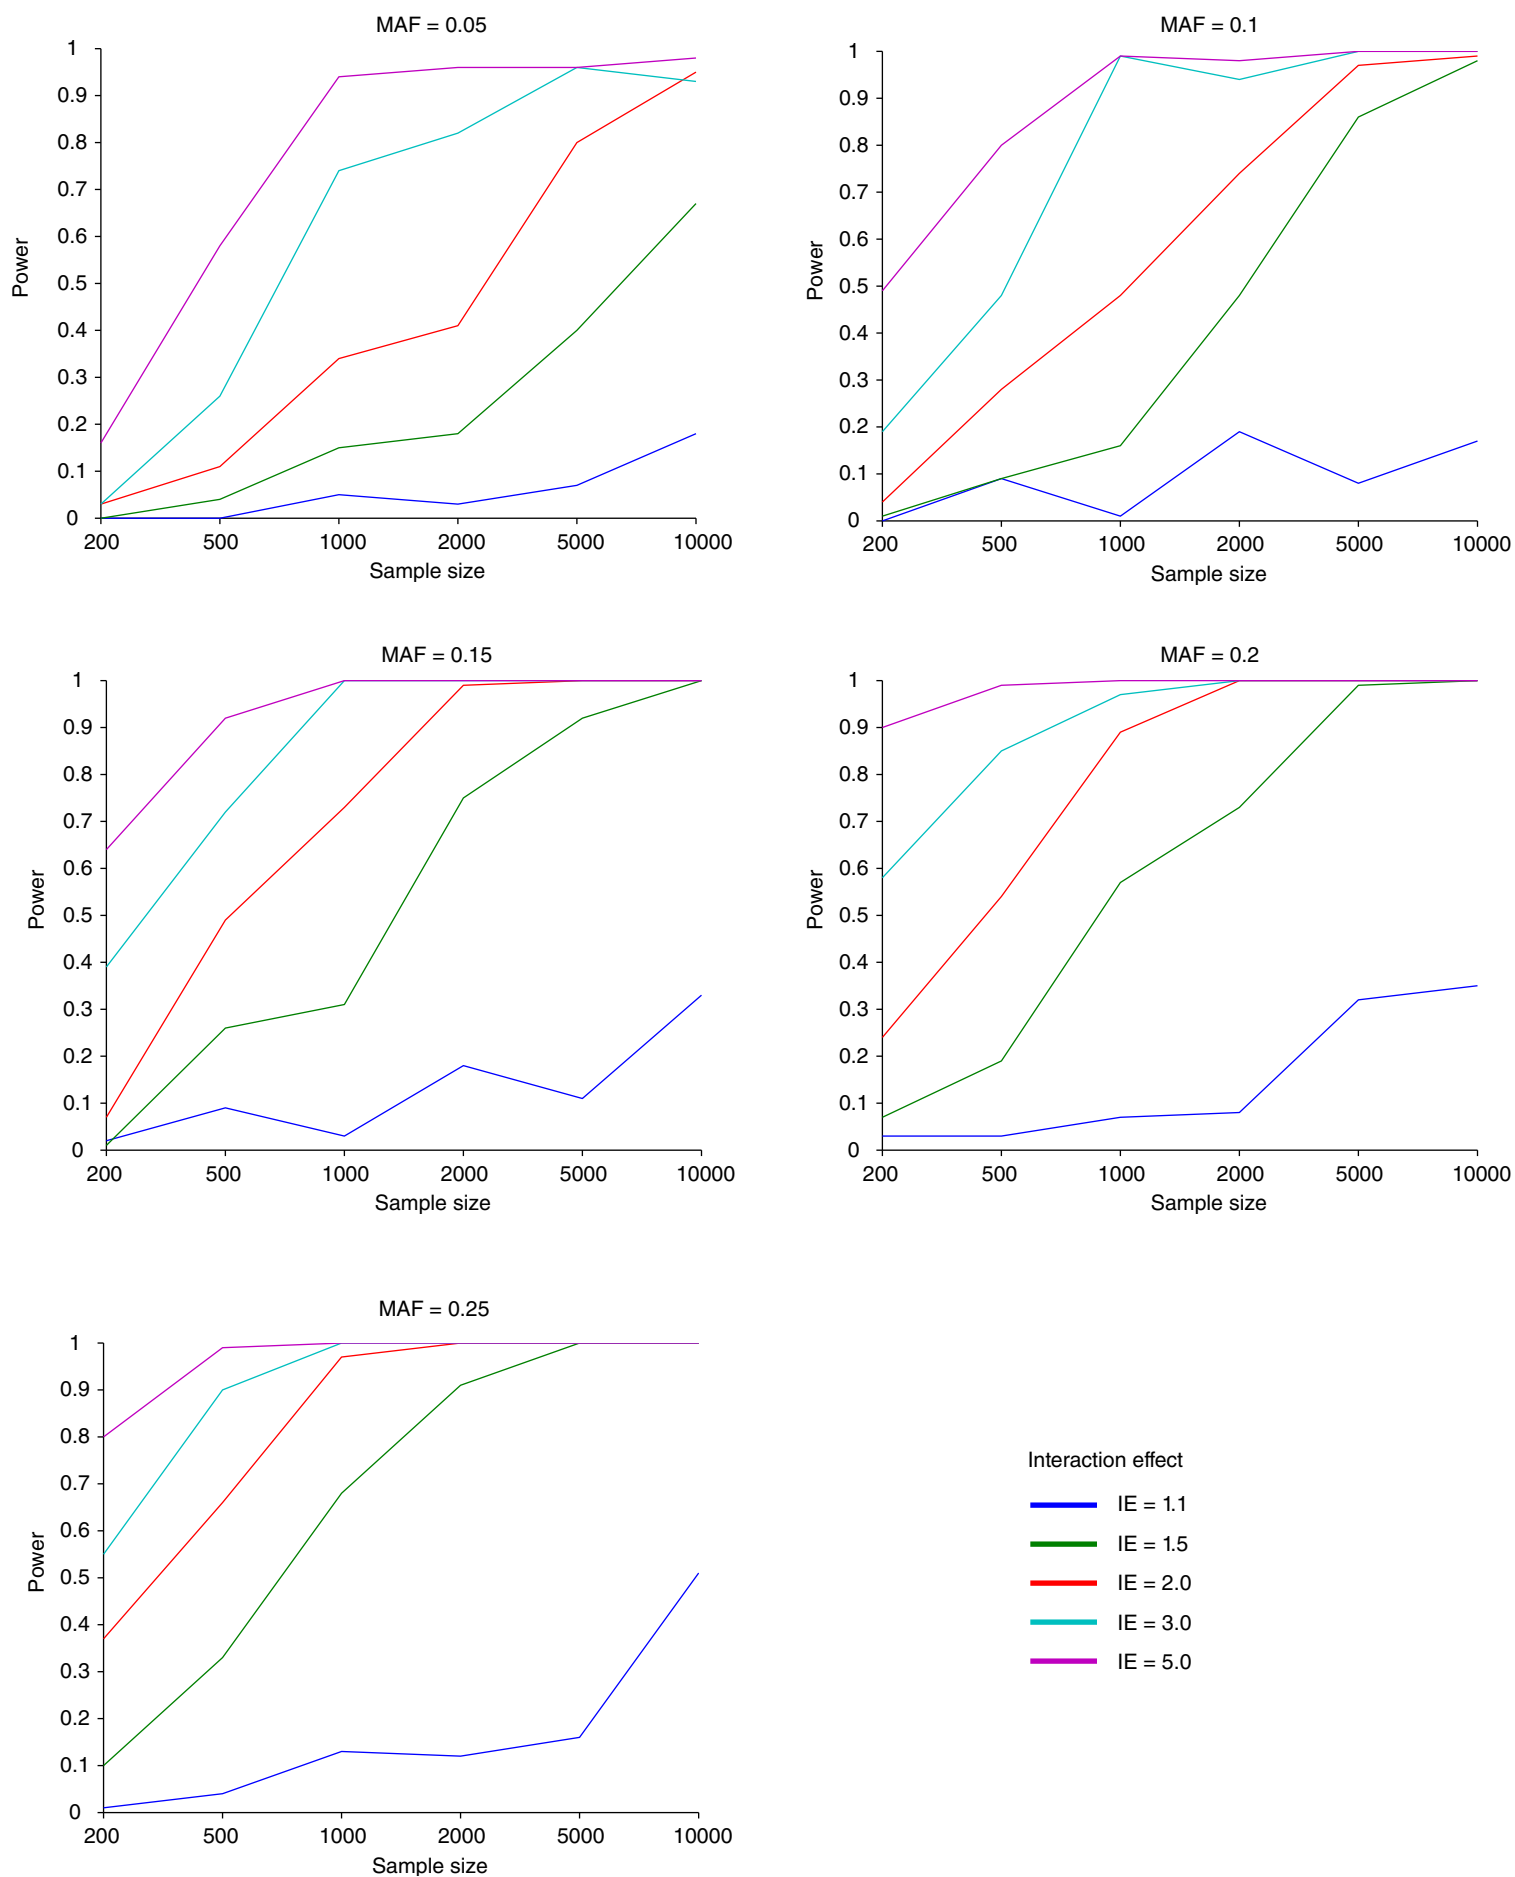 MAF = 0.05
1
0.9
0.8
0.7
0.6
0.5
0.4
0.3
0.2
0.1
0
Power
200 500 1000 2000 5000 10000
Sample size
MAF = 0.1
1
0.9
0.8
0.7
0.6
0.5
0.4
0.3
0.2
0.1
0
Power
200 500 1000 2000 5000 10000
Sample size
MAF = 0.15
1
0.9
0.8
0.7
0.6
0.5
0.4
0.3
0.2
0.1
0
Power
200 500 1000 2000 5000 10000
Sample size
MAF = 0.2
1
0.9
0.8
0.7
0.6
0.5
0.4
0.3
0.2
0.1
0
Power
200 500 1000 2000 5000 10000
Sample size
MAF = 0.25
1
0.9
0.8
0.7
0.6
0.5
0.4
0.3
0.2
0.1
0
Power
200 500 1000 2000 5000 10000
Sample size
Interaction effect
IE = 1.1
IE = 1.5
IE = 2.0
IE = 3.0
IE = 5.0